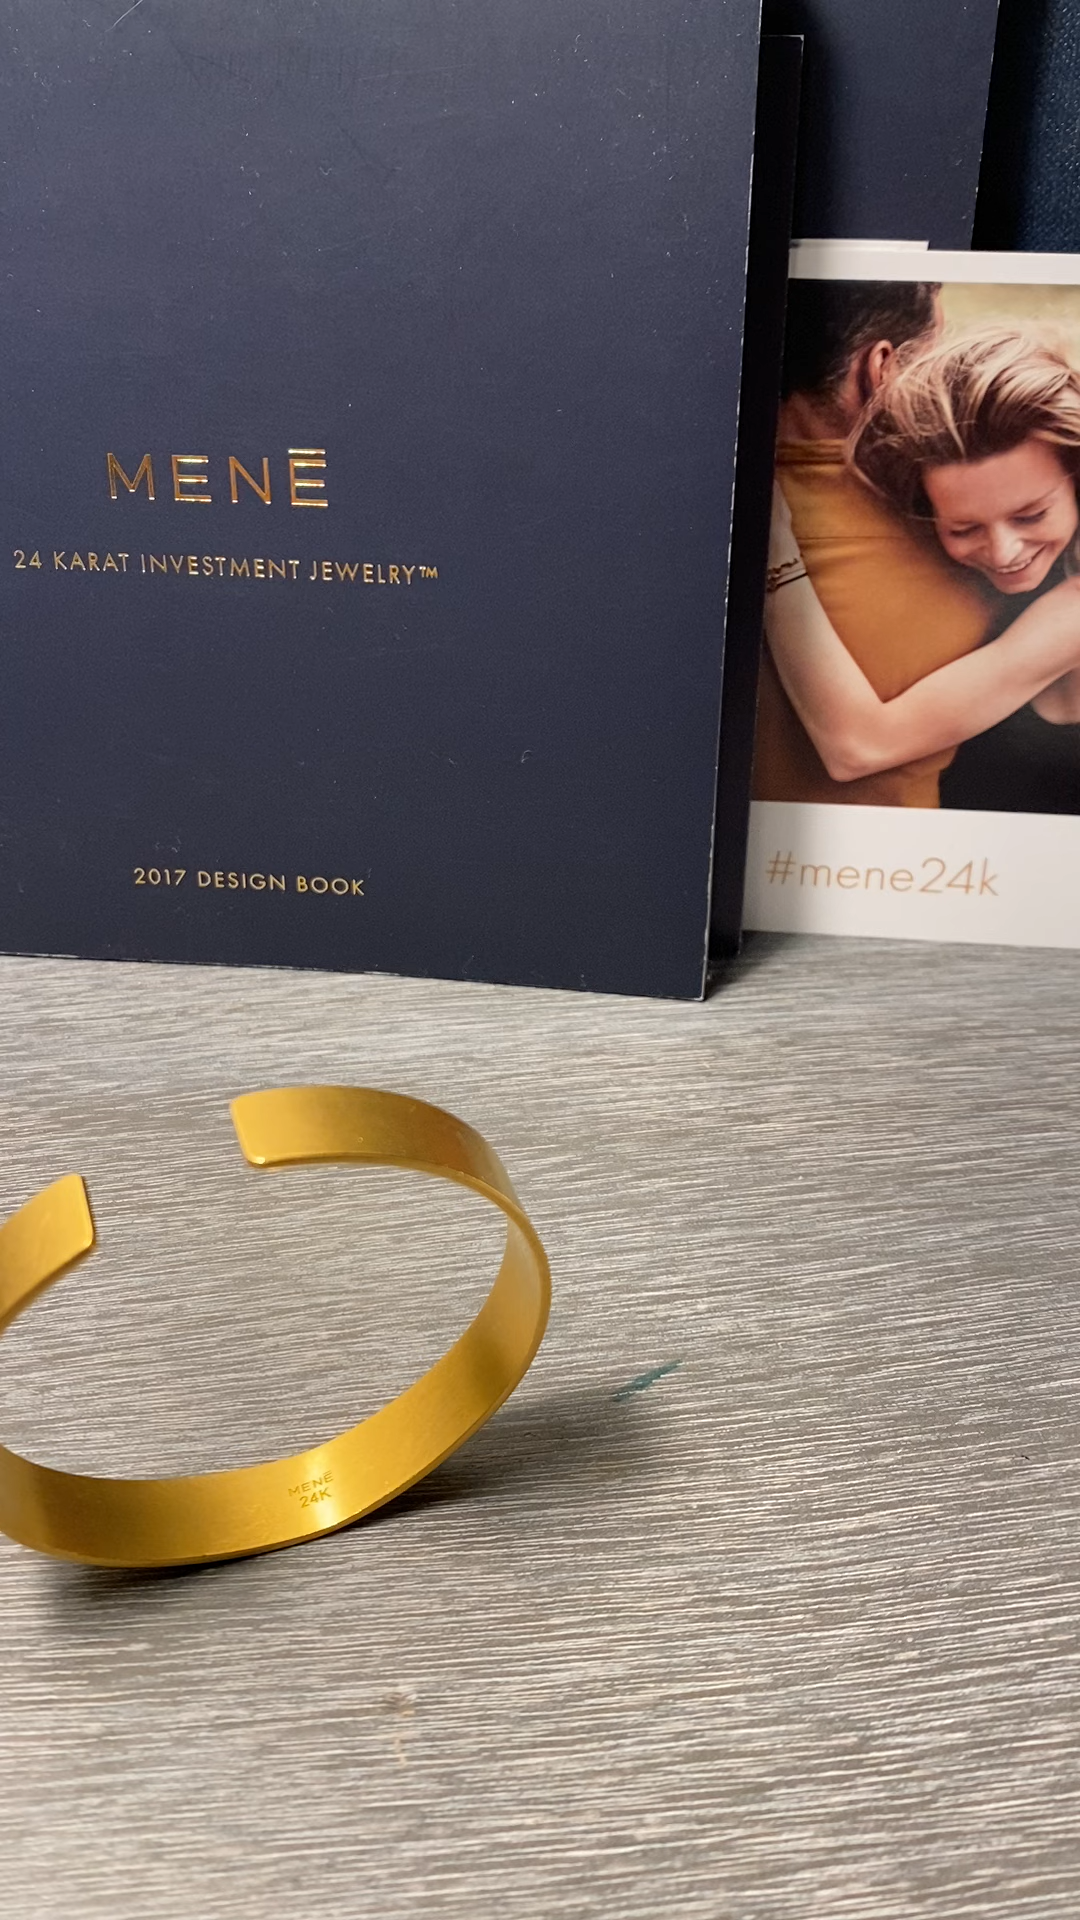 MENĒ
24 KARAT INVESTMENT JEWELRY™
2017 DESIGN BOOK
#mene24k
MENĒ
24K